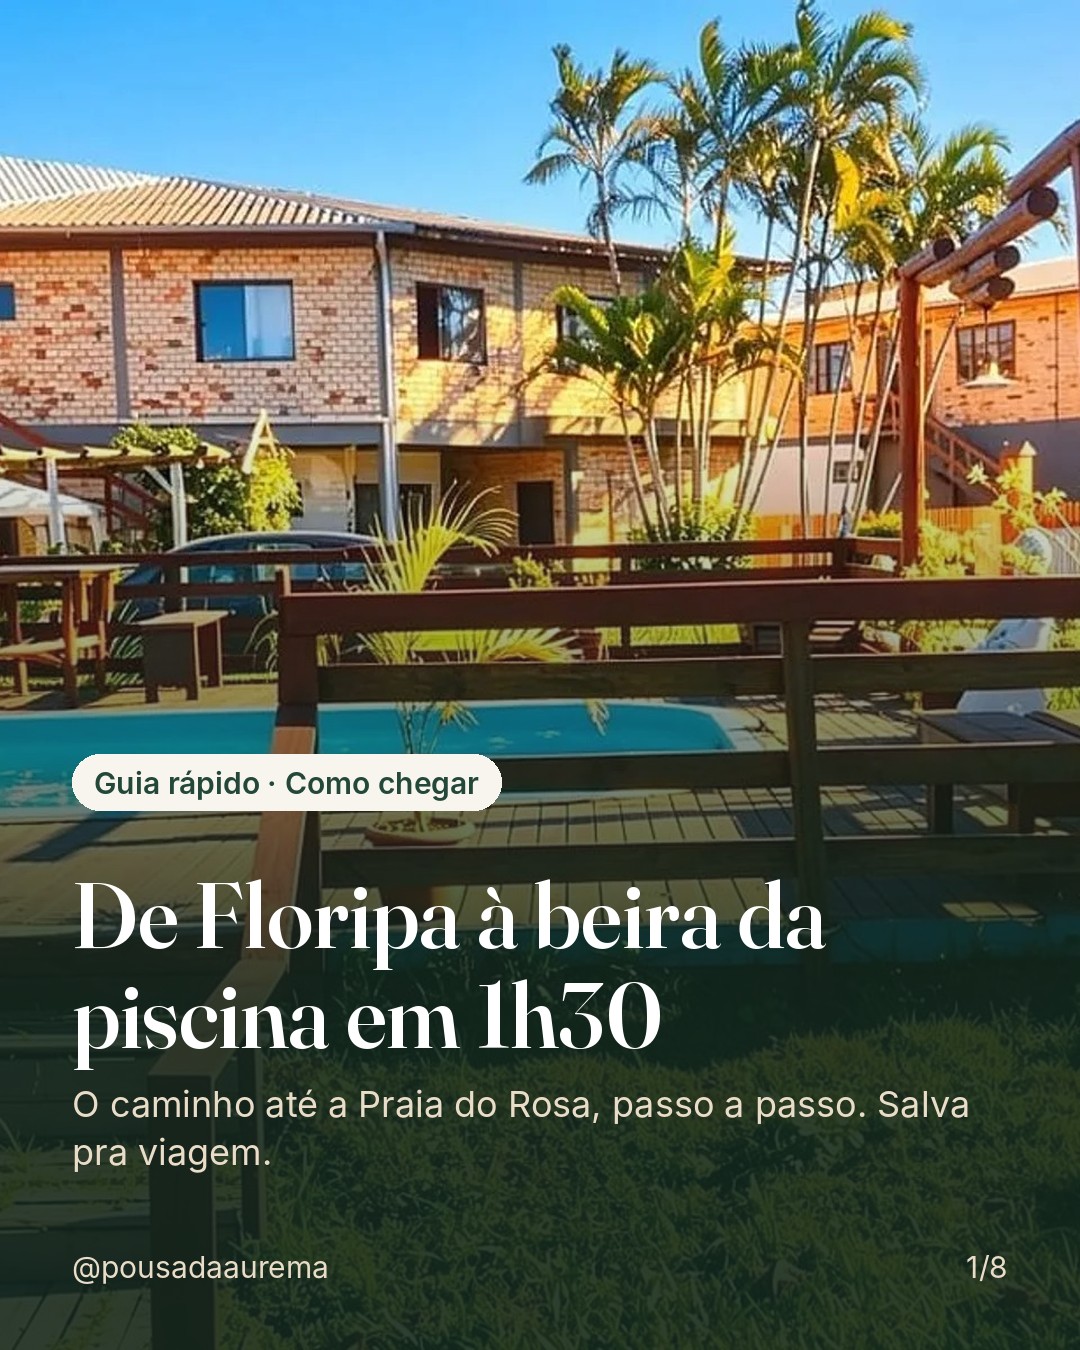 Guia rápido · Como chegar
De Floripa à beira da
piscina em 1h30
O caminho até a Praia do Rosa, passo a passo. Salva
pra viagem.
@pousadaaurema
1/8